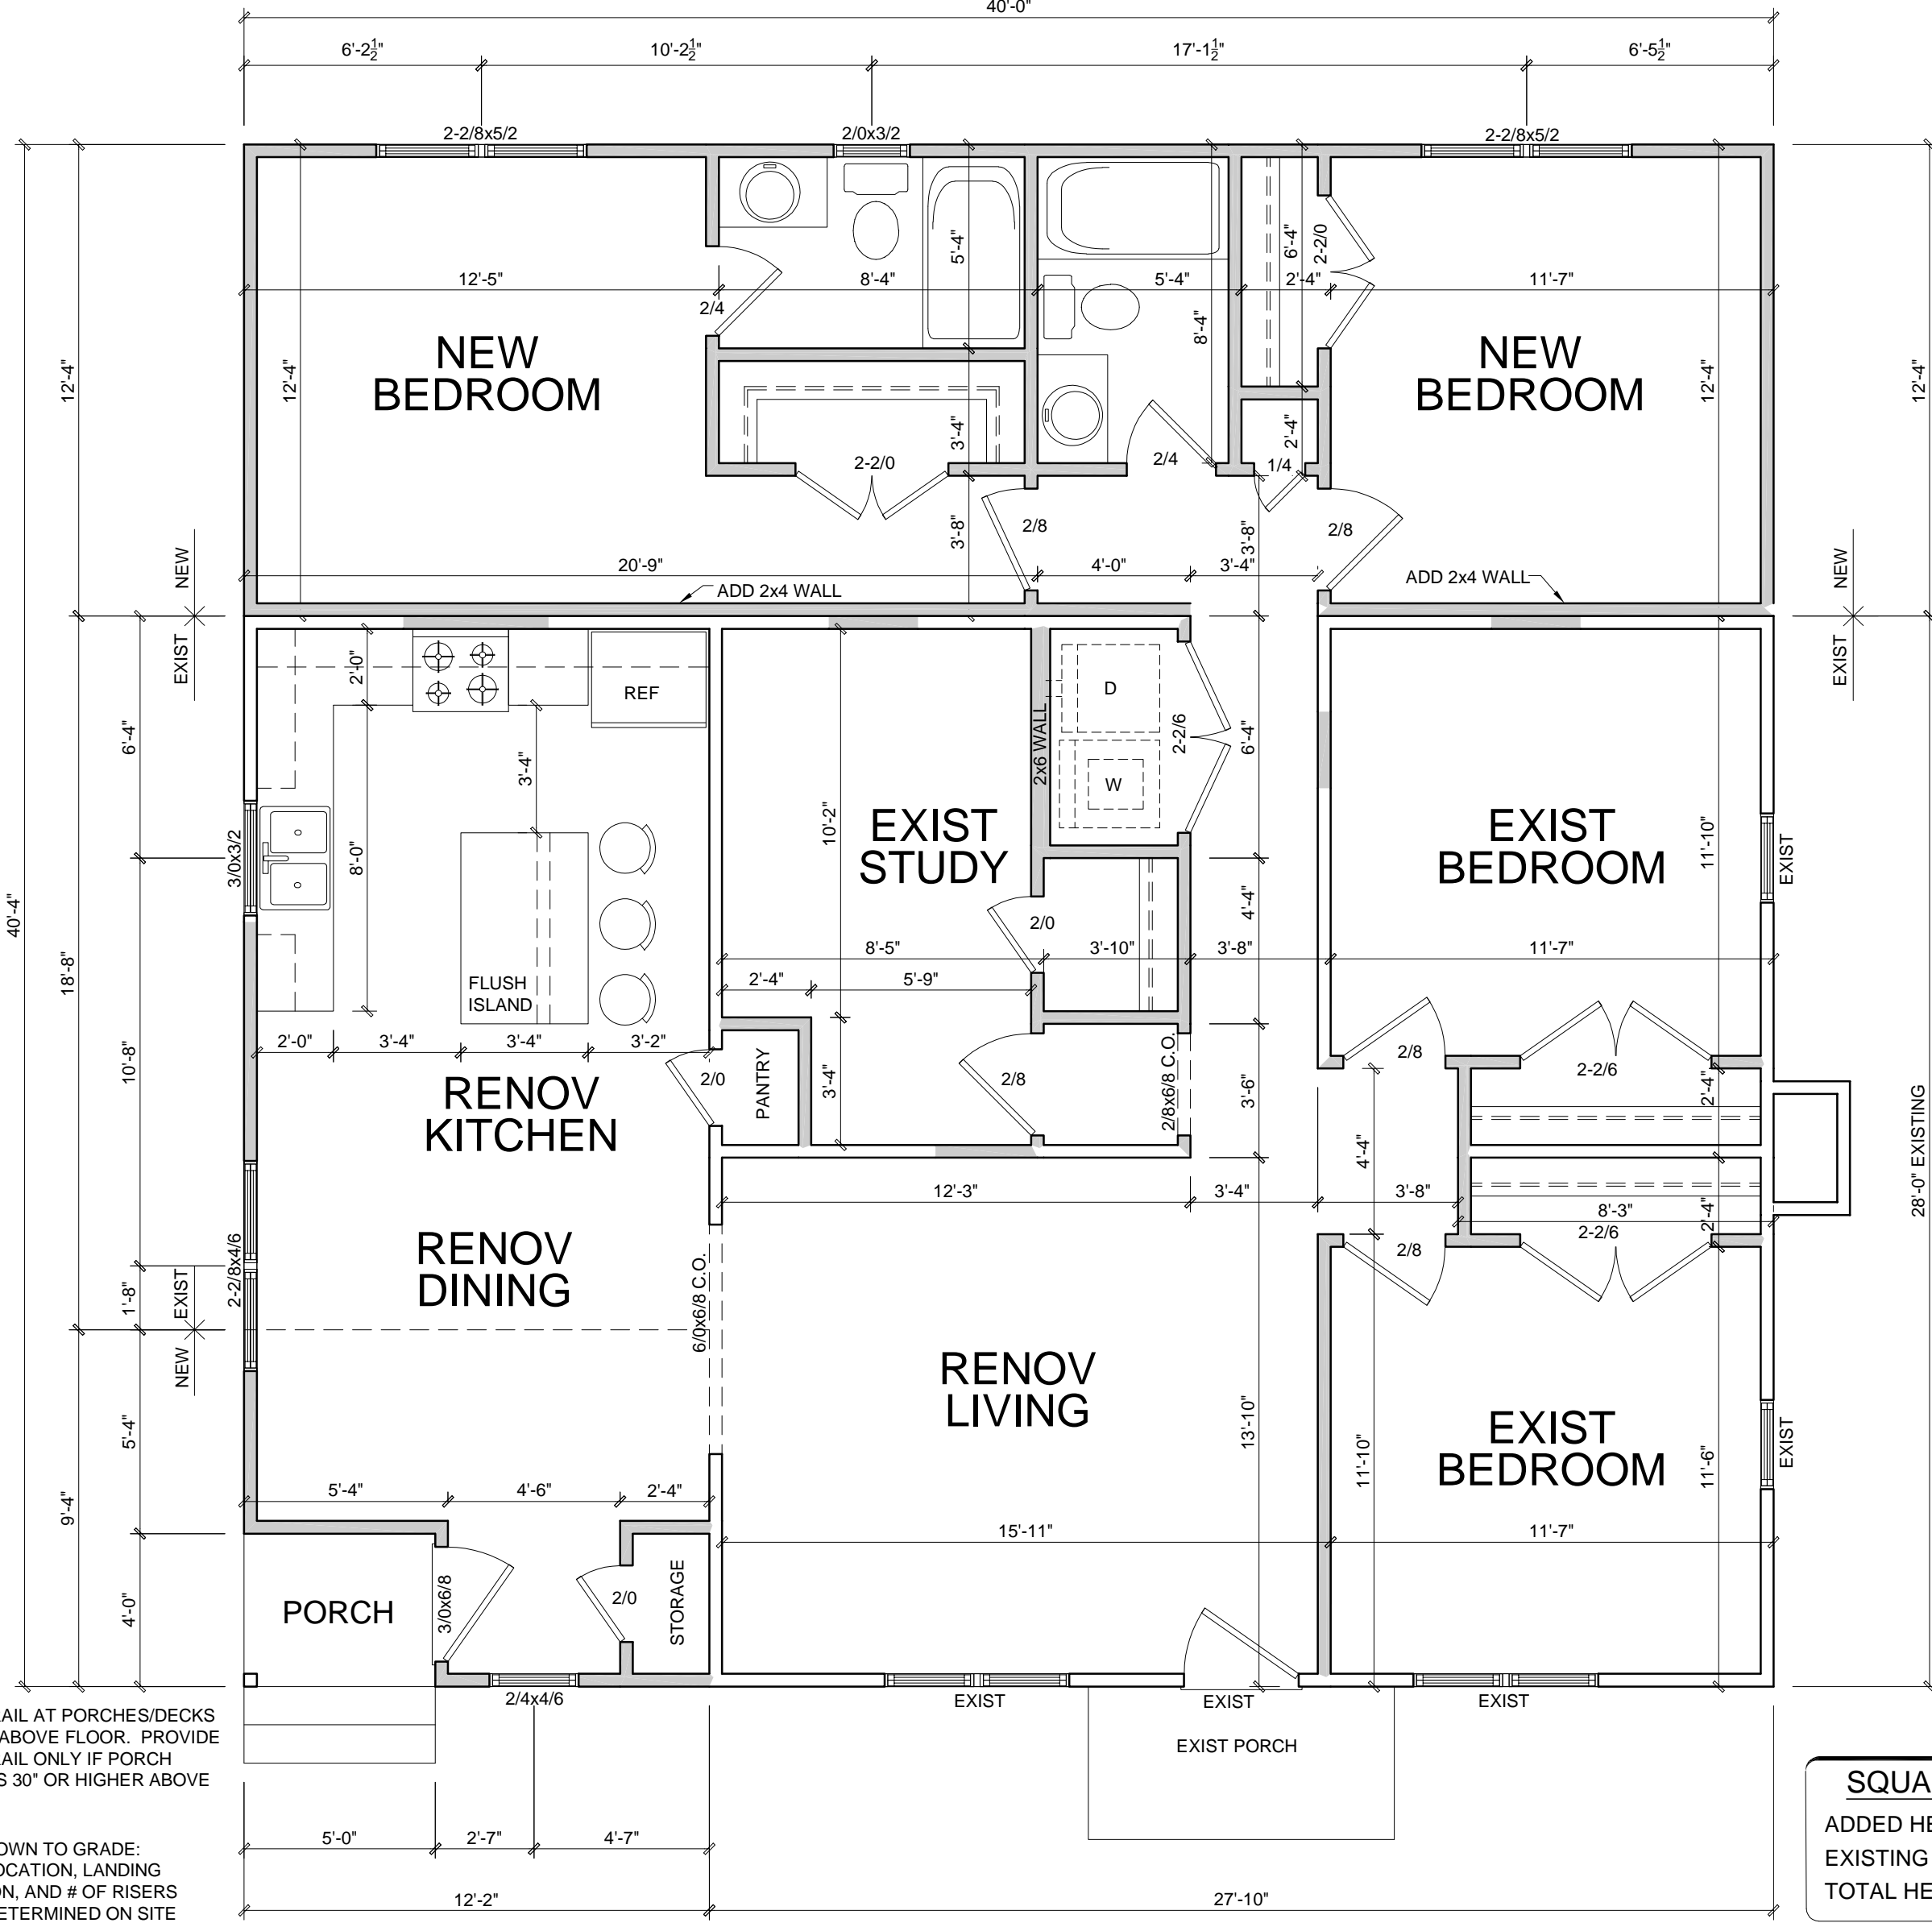 40'-0"
6'-2½"
10'-2½"
17'-1½"
6'-5½"
2-2/8x5/2
2/0x3/2
2-2/8x5/2
12'-5"
8'-4"
5'-4"
2'-4"
11'-7"
5'-4"
6'-4"
2-2/0
2/4
8'-4"
NEW
BEDROOM
NEW
BEDROOM
12'-4"
12'-4"
12'-4"
12'-4"
3'-4"
2'-4"
2-2/0
2/4
1/4
2/8
3'-8"
3'-8"
2/8
20'-9"
4'-0"
3'-4"
ADD 2x4 WALL
ADD 2x4 WALL
NEW
EXIST
NEW
EXIST
2'-0"
REF
D
2x6 WALL
2-2/6
6'-4"
6'-4"
3'-4"
W
10'-2"
EXIST
STUDY
EXIST
BEDROOM
11'-10"
EXIST
3/0x3/2
8'-0"
40'-4"
18'-8"
4'-4"
2/0
8'-5"
3'-10"
3'-8"
11'-7"
2'-4"
5'-9"
FLUSH
ISLAND
2'-0"
3'-4"
3'-4"
3'-2"
10'-8"
2/0
PANTRY
3'-4"
2/8
2/8x6/8 C.O.
3'-6"
2/8
2-2/6
2'-4"
RENOV
KITCHEN
4'-4"
28'-0" EXISTING
12'-3"
3'-4"
3'-8"
8'-3"
2'-4"
2/8
2-2/6
RENOV
DINING
2-2/8x4/6
1'-8"
EXIST
NEW
6/0x6/8 C.O.
RENOV
LIVING
EXIST
BEDROOM
5'-4"
13'-10"
11'-10"
11'-6"
EXIST
9'-4"
5'-4"
4'-6"
2'-4"
15'-11"
11'-7"
4'-0"
PORCH
3/0x6/8
2/0
STORAGE
2/4x4/6
EXIST
EXIST
EXIST
EXIST PORCH
AIL AT PORCHES/DECKS
ABOVE FLOOR. PROVIDE
AIL ONLY IF PORCH
S 30" OR HIGHER ABOVE
OWN TO GRADE:
OCATION, LANDING
ON, AND # OF RISERS
ETERMINED ON SITE
5'-0"
2'-7"
4'-7"
12'-2"
27'-10"
SQUA
ADDED HE
EXISTING
TOTAL HE